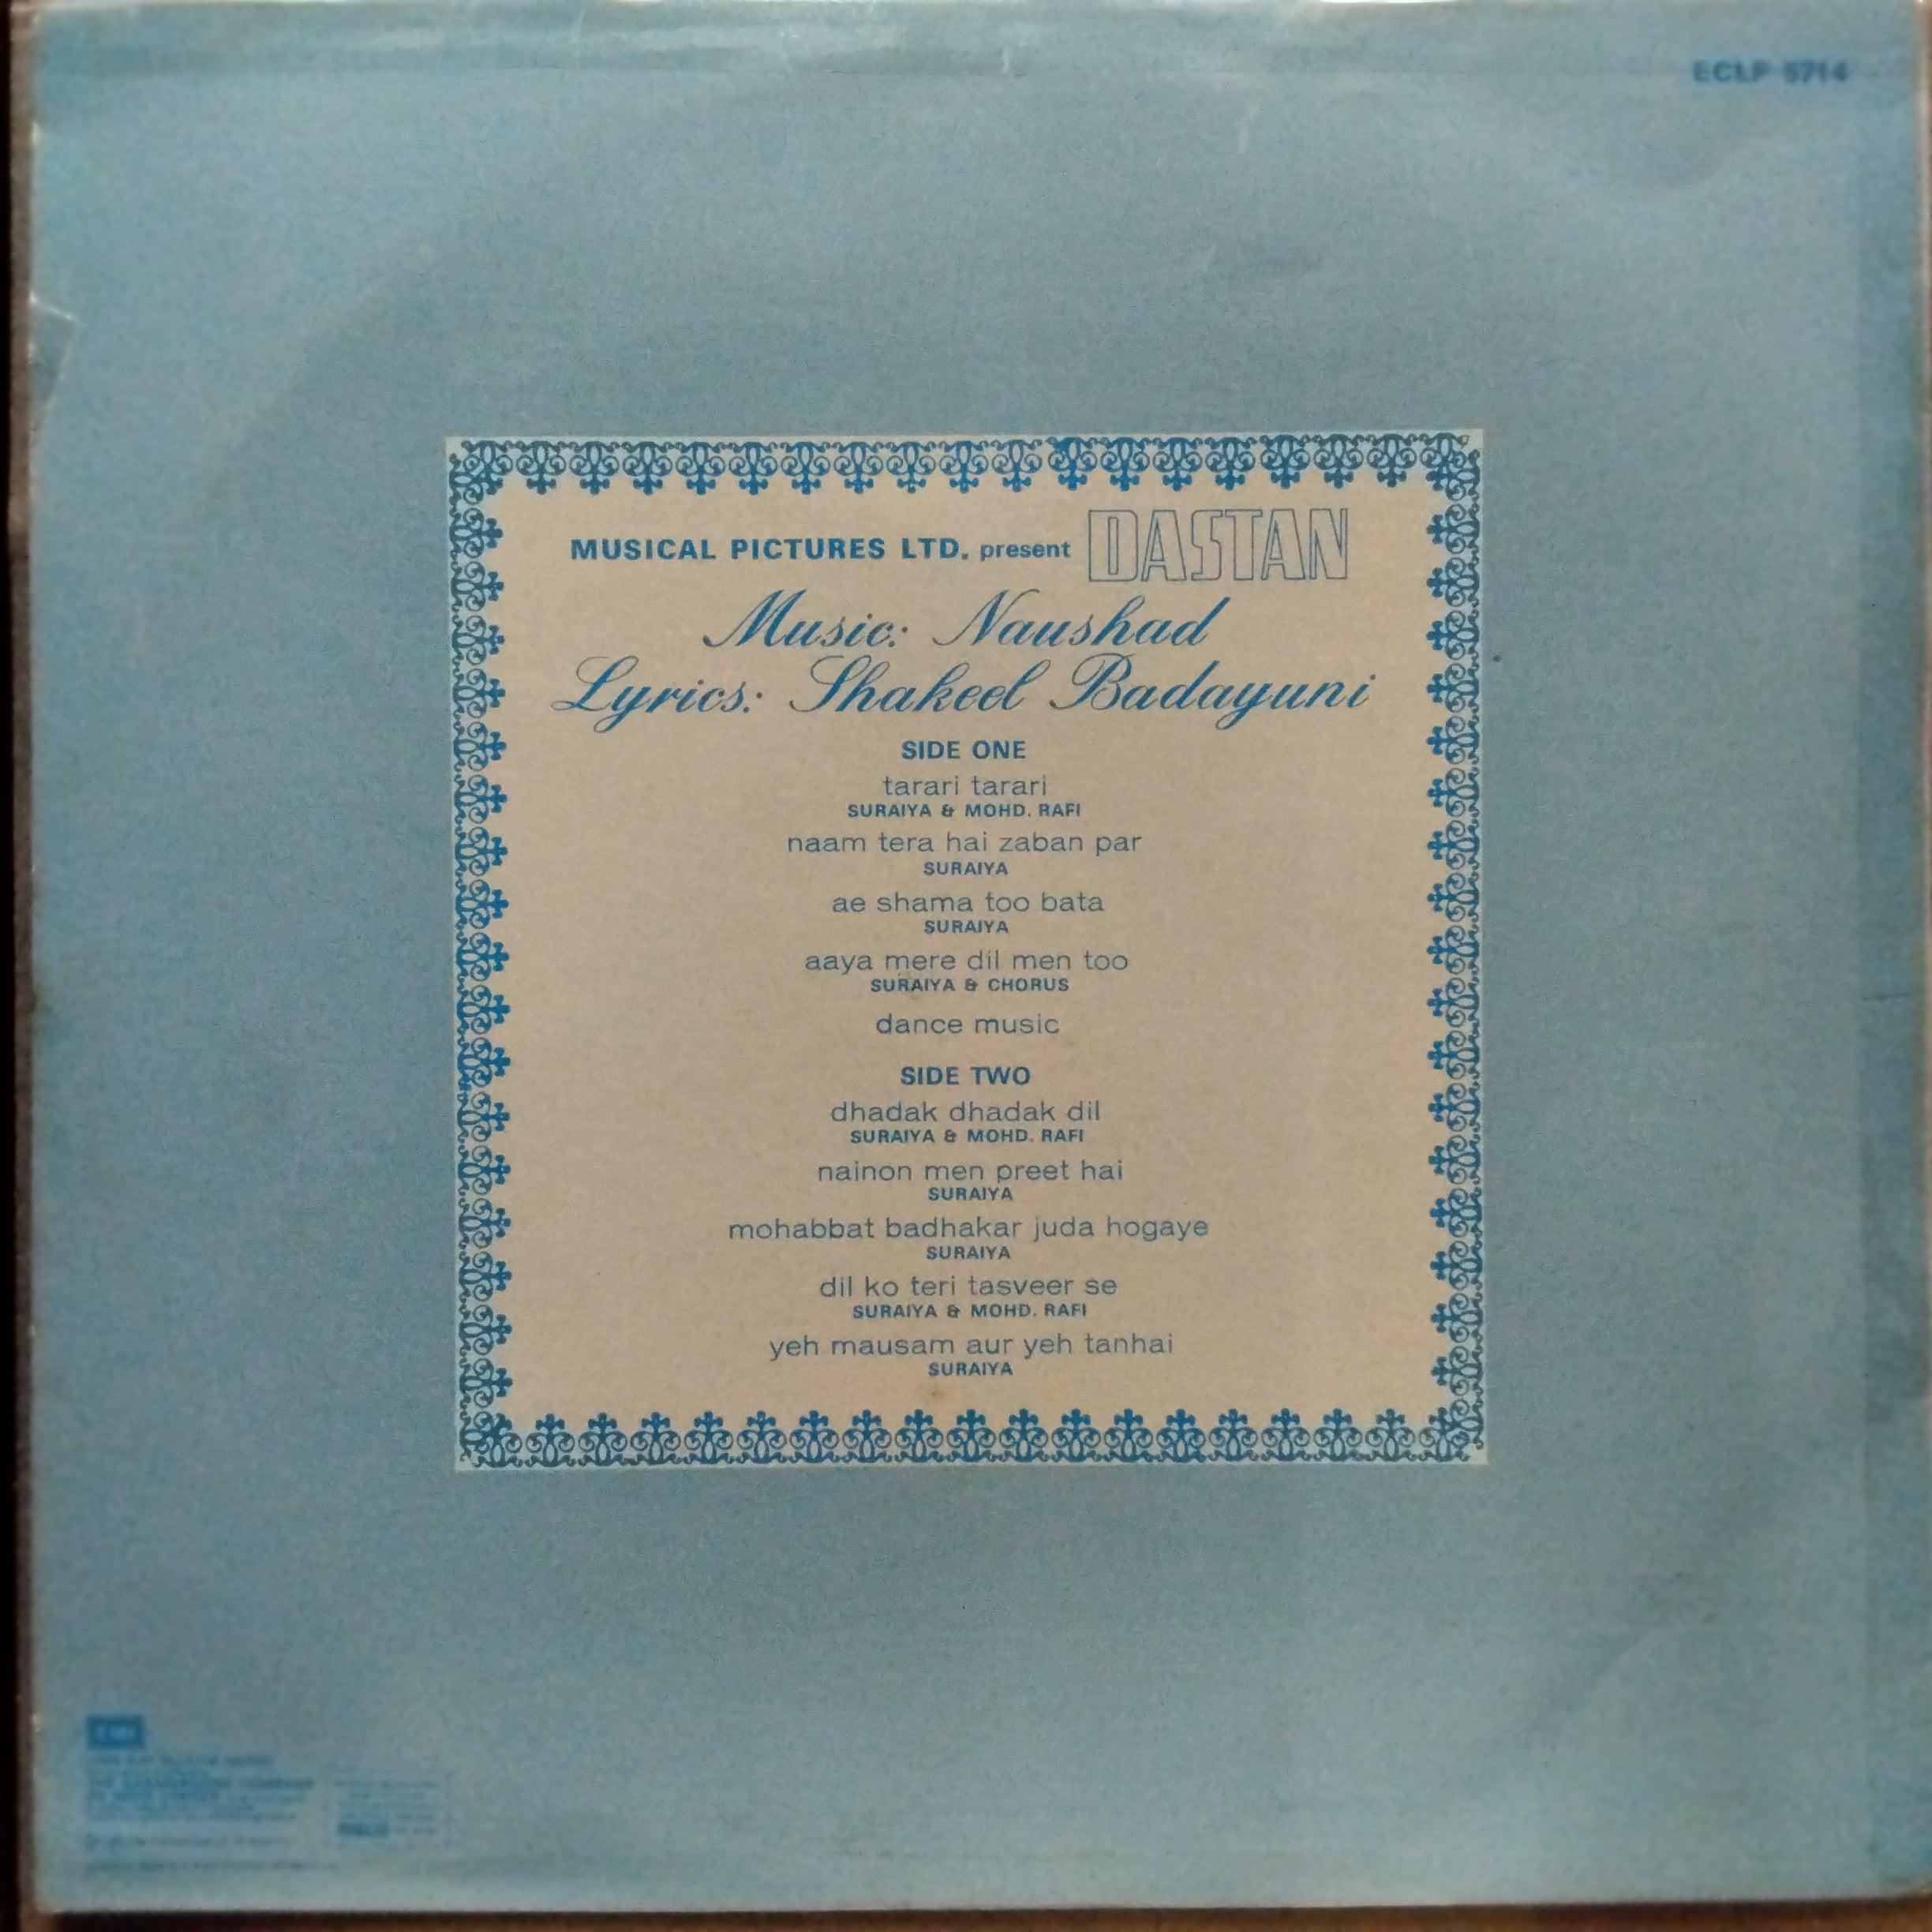 ECLP 5714
MUSICAL PICTURES LTD. present DASTAN
Music: Naushad
Lyrics: Shakeel Badayuni
SIDE ONE
tarari tarari
SURAIYA & MOHD. RAFI
naam tera hai zaban par
SURAIYA
ae shama too bata
SURAIYA
aaya mere dil men too
SURAIYA & CHORUS
dance music
SIDE TWO
dhadak dhadak dil
SURAIYA & MOHD. RAFI
nainon men preet hai
SURAIYA
mohabbat badhakar juda hogaye
SURAIYA
dil ko teri tasveer se
SURAIYA & MOHD. RAFI
yeh mausam aur yeh tanhai
SURAIYA
EMI